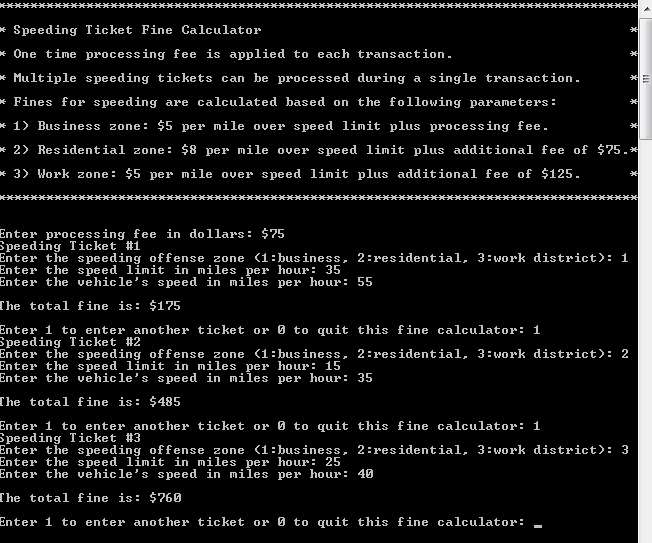 *******************************************************************************
* Speeding Ticket Fine Calculator *
* One time processing fee is applied to each transaction. *
* Multiple speeding tickets can be processed during a single transaction. *
* Fines for speeding are calculated based on the following parameters: *
* 1) Business zone: $5 per mile over speed limit plus processing fee. *
* 2) Residential zone: $8 per mile over speed limit plus additional fee of $75.*
* 3) Work zone: $5 per mile over speed limit plus additional fee of $125. *
*******************************************************************************
Enter processing fee in dollars: $75
Speeding Ticket #1
Enter the speeding offense zone (1:business, 2:residential, 3:work district): 1
Enter the speed limit in miles per hour: 35
Enter the vehicle's speed in miles per hour: 55
The total fine is: $175
Enter 1 to enter another ticket or 0 to quit this fine calculator: 1
Speeding Ticket #2
Enter the speeding offense zone (1:business, 2:residential, 3:work district): 2
Enter the speed limit in miles per hour: 15
Enter the vehicle's speed in miles per hour: 35
The total fine is: $485
Enter 1 to enter another ticket or 0 to quit this fine calculator: 1
Speeding Ticket #3
Enter the speeding offense zone (1:business, 2:residential, 3:work district): 3
Enter the speed limit in miles per hour: 25
Enter the vehicle's speed in miles per hour: 40
The total fine is: $760
Enter 1 to enter another ticket or 0 to quit this fine calculator: _